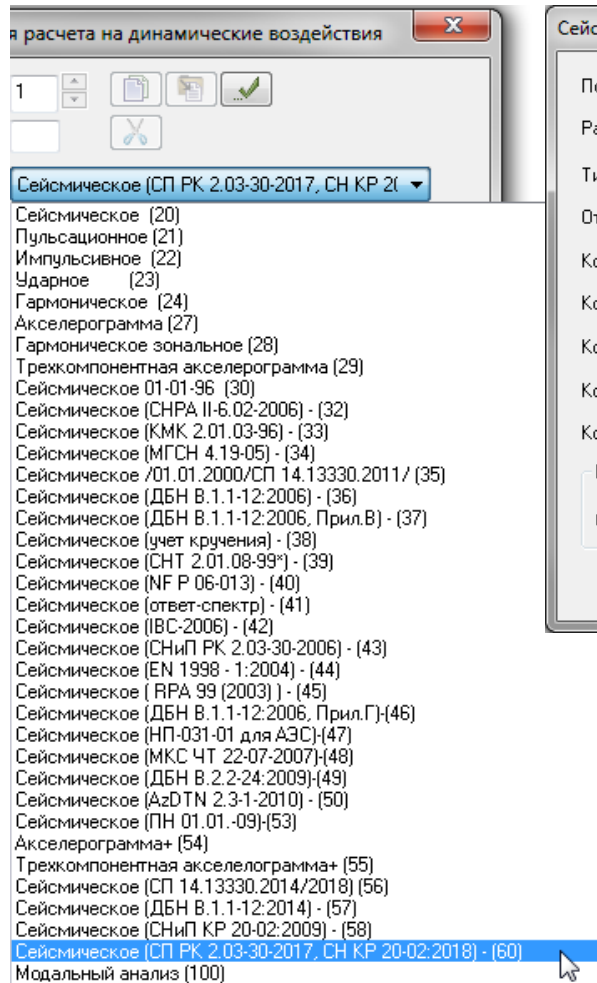 я расчета на динамические воздействия
1
Сейсмическое (СП РК 2.03-30-2017, СН КР 2(
Сейсмическое (20)
Пульсационное (21)
Импульсивное (22)
Ударное (23)
Гармоническое (24)
Акселерограмма (27)
Гармоническое зональное (28)
Трехкомпонентная акселерограмма (29)
Сейсмическое 01-01-96 (30)
Сейсмическое (СНРА II-6.02-2006) - (32)
Сейсмическое (КМК 2.01.03-96) - (33)
Сейсмическое (МГСН 4.19-05) - (34)
Сейсмическое /01.01.2000/СП 14.13330.2011/ (35)
Сейсмическое (ДБН В.1.1-12:2006) - (36)
Сейсмическое (ДБН В.1.1-12:2006, Прил.В) - (37)
Сейсмическое (учет кручения) - (38)
Сейсмическое (СНТ 2.01.08-99*) - (39)
Сейсмическое (NF P 06-013) - (40)
Сейсмическое (ответ-спектр) - (41)
Сейсмическое (IBC-2006) - (42)
Сейсмическое (СНиП РК 2.03-30-2006) - (43)
Сейсмическое (EN 1998 - 1:2004) - (44)
Сейсмическое ( RPA 99 (2003) ) - (45)
Сейсмическое (ДБН В.1.1-12:2006, Прил.Г)-(46)
Сейсмическое (НП-031-01 для АЭС)-(47)
Сейсмическое (МКС ЧТ 22-07-2007)-(48)
Сейсмическое (ДБН В.2.2-24:2009)-(49)
Сейсмическое (AzDTN 2.3-1-2010) - (50)
Сейсмическое (ПН 01.01.-09)-(53)
Акселерограмма+ (54)
Трехкомпонентная акселелограмма+ (55)
Сейсмическое (СП 14.13330.2014/2018) (56)
Сейсмическое (ДБН В.1.1-12:2014) - (57)
Сейсмическое (СНиП КР 20-02:2009) - (58)
Сейсмическое (СП РК 2.03-30-2017, СН КР 20-02:2018) - (60)
Модальный анализ (100)
Сейс
По
Ра
Ти
От
Ко
Ко
Ко
Ко
Ко